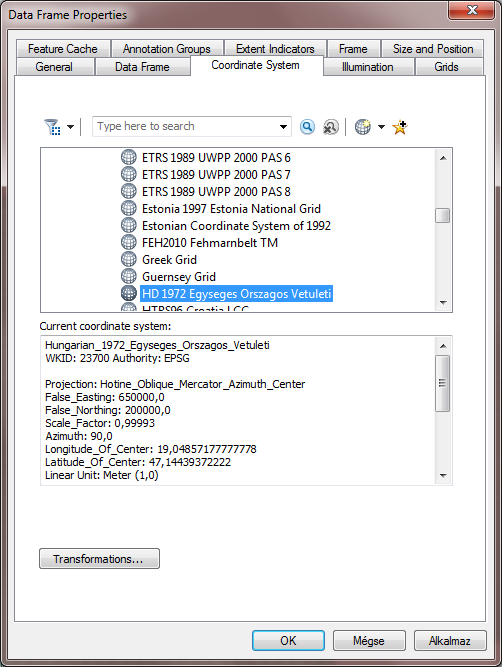 Data Frame Properties
Feature Cache Annotation Groups Extent Indicators Frame Size and Position
General Data Frame Coordinate System Illumination Grids
Type here to search
ETRS 1989 UWPP 2000 PAS 6
ETRS 1989 UWPP 2000 PAS 7
ETRS 1989 UWPP 2000 PAS 8
Estonia 1997 Estonia National Grid
Estonian Coordinate System of 1992
FEH2010 Fehmarnbelt TM
Greek Grid
Guernsey Grid
HD 1972 Egyseges Orszagos Vetuleti
HTRS96 Croatia LCC
Current coordinate system:
Hungarian_1972_Egyseges_Orszagos_Vetuleti
WKID: 23700 Authority: EPSG
Projection: Hotine_Oblique_Mercator_Azimuth_Center
False_Easting: 650000,0
False_Northing: 200000,0
Scale_Factor: 0,99993
Azimuth: 90,0
Longitude_Of_Center: 19,04857177777778
Latitude_Of_Center: 47,14439372222
Linear Unit: Meter (1,0)
Transformations...
OK Mégse Alkalmaz